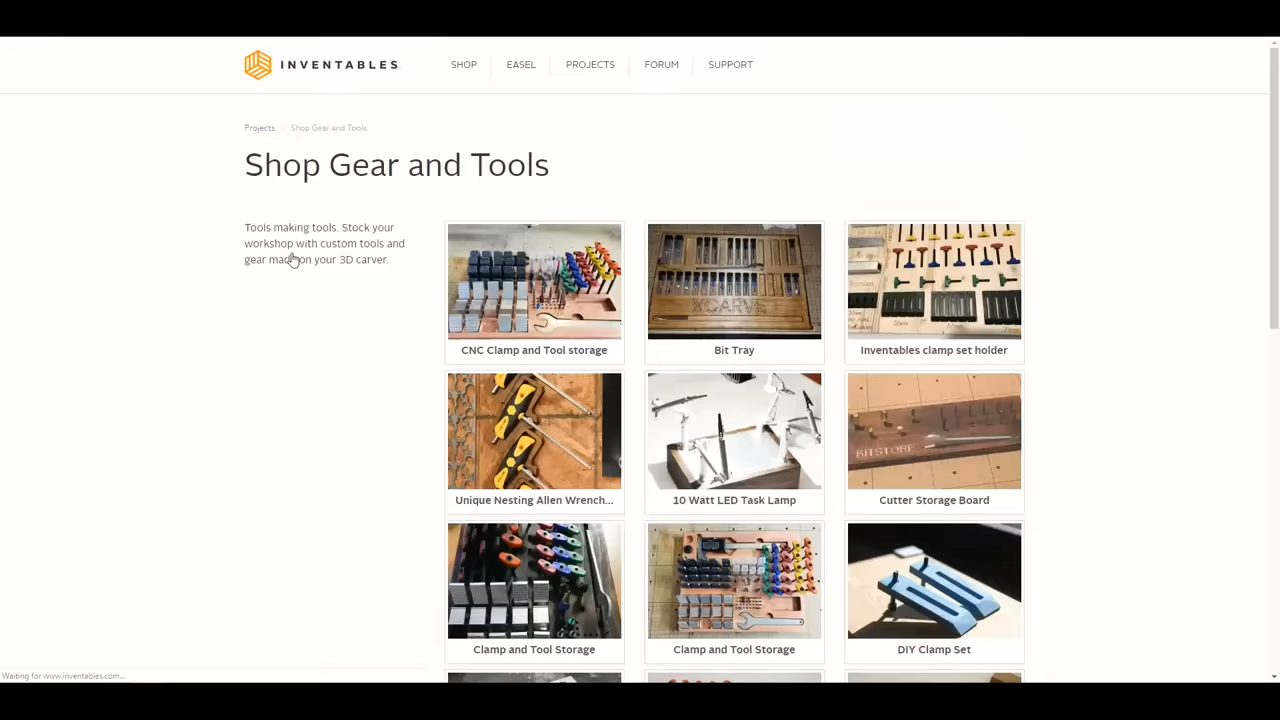 INVENTABLES
SHOP
EASEL
PROJECTS
FORUM
SUPPORT
Projects
Shop Gear and Tools
Shop Gear and Tools
Tools making tools. Stock your
workshop with custom tools and
gear made on your 3D carver.
X-CARVE
CNC Clamp and Tool storage
Bit Tray
Inventables clamp set holder
BIT STORE
Unique Nesting Allen Wrench...
10 Watt LED Task Lamp
Cutter Storage Board
Clamp and Tool Storage
Clamp and Tool Storage
DIY Clamp Set
Waiting for www.inventables.com...